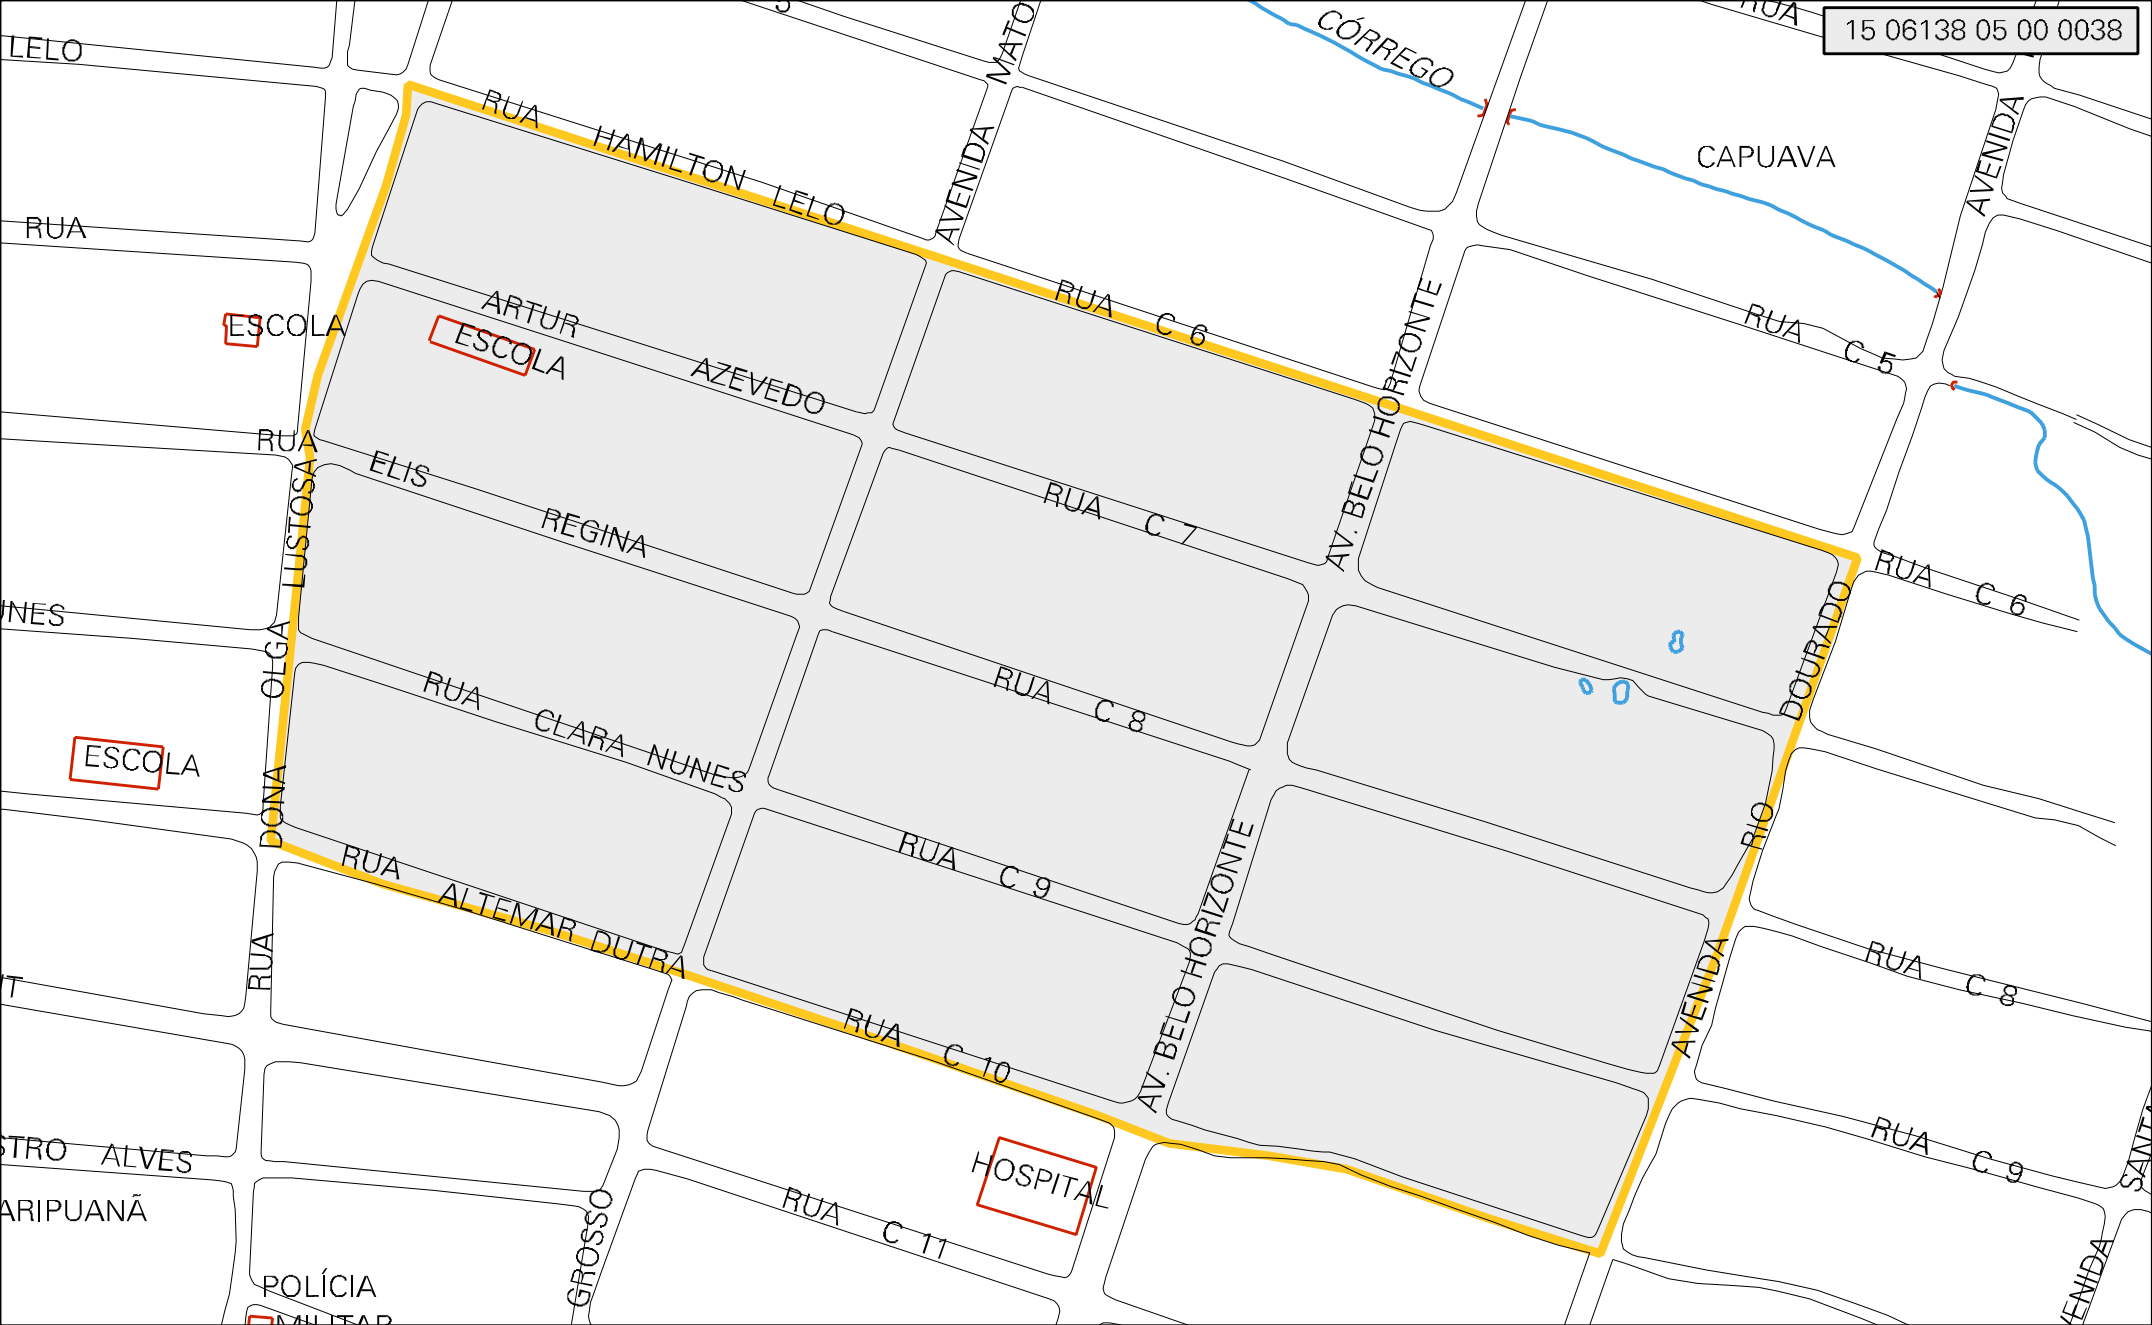 RUA
15 06138 05 00 0038
LELO
MATO
CÓRREGO
RUA HAMILTON LELO
AVENIDA
CAPUAVA
AVENIDA
RUA
ESCOLA
ARTUR AZEVEDO
ESCOLA
RUA C 6
AV. BELO HORIZONTE
RUA C 5
RUA
ELIS REGINA
RUA C 7
RUA C 6
DONA OLGA LUSTOSA
RUA CLARA NUNES
RUA C 8
AVENIDA RIO DOURADO
ESCOLA
RUA ALTEMAR DUTRA
RUA C 9
AV. BELO HORIZONTE
RUA
RUA C 8
RUA C 10
RUA C 9
ALVES
HOSPITAL
RUA C 11
GROSSO
POLÍCIA
MILITAR